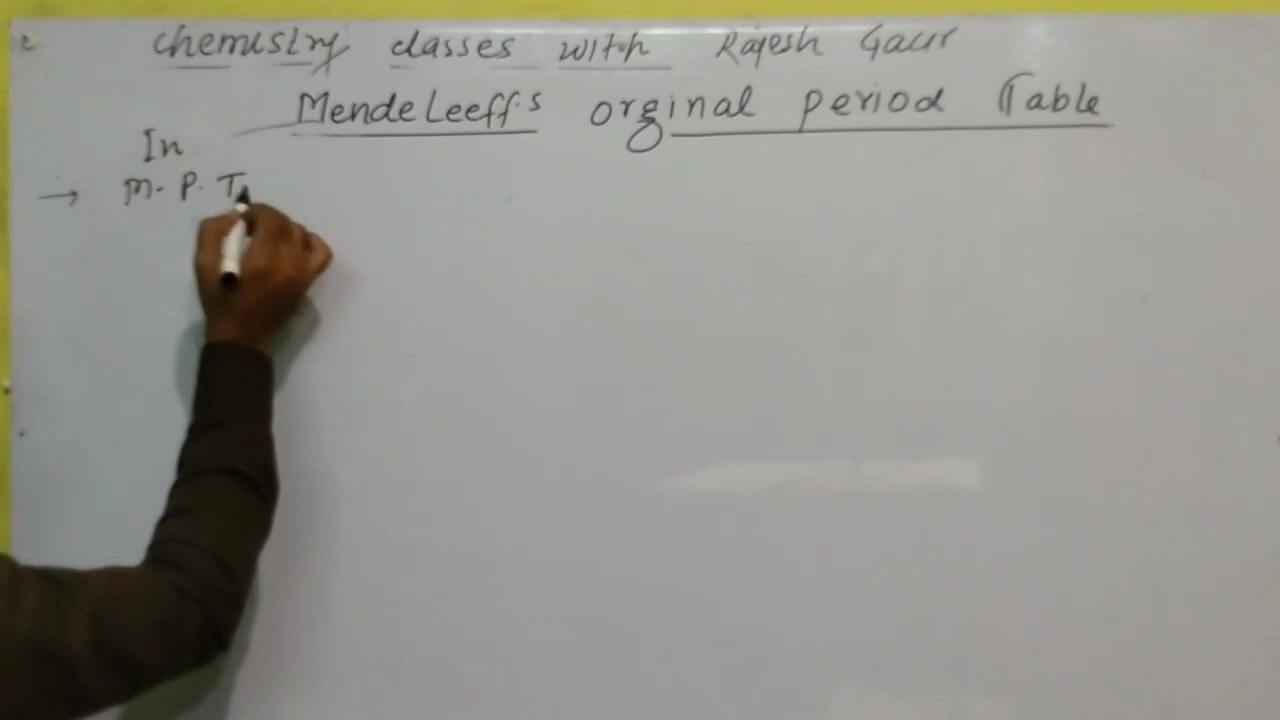 Chemistry classes with Rajesh Gaur
Mendeleeff's orginal period Table
In
→ M. P. T